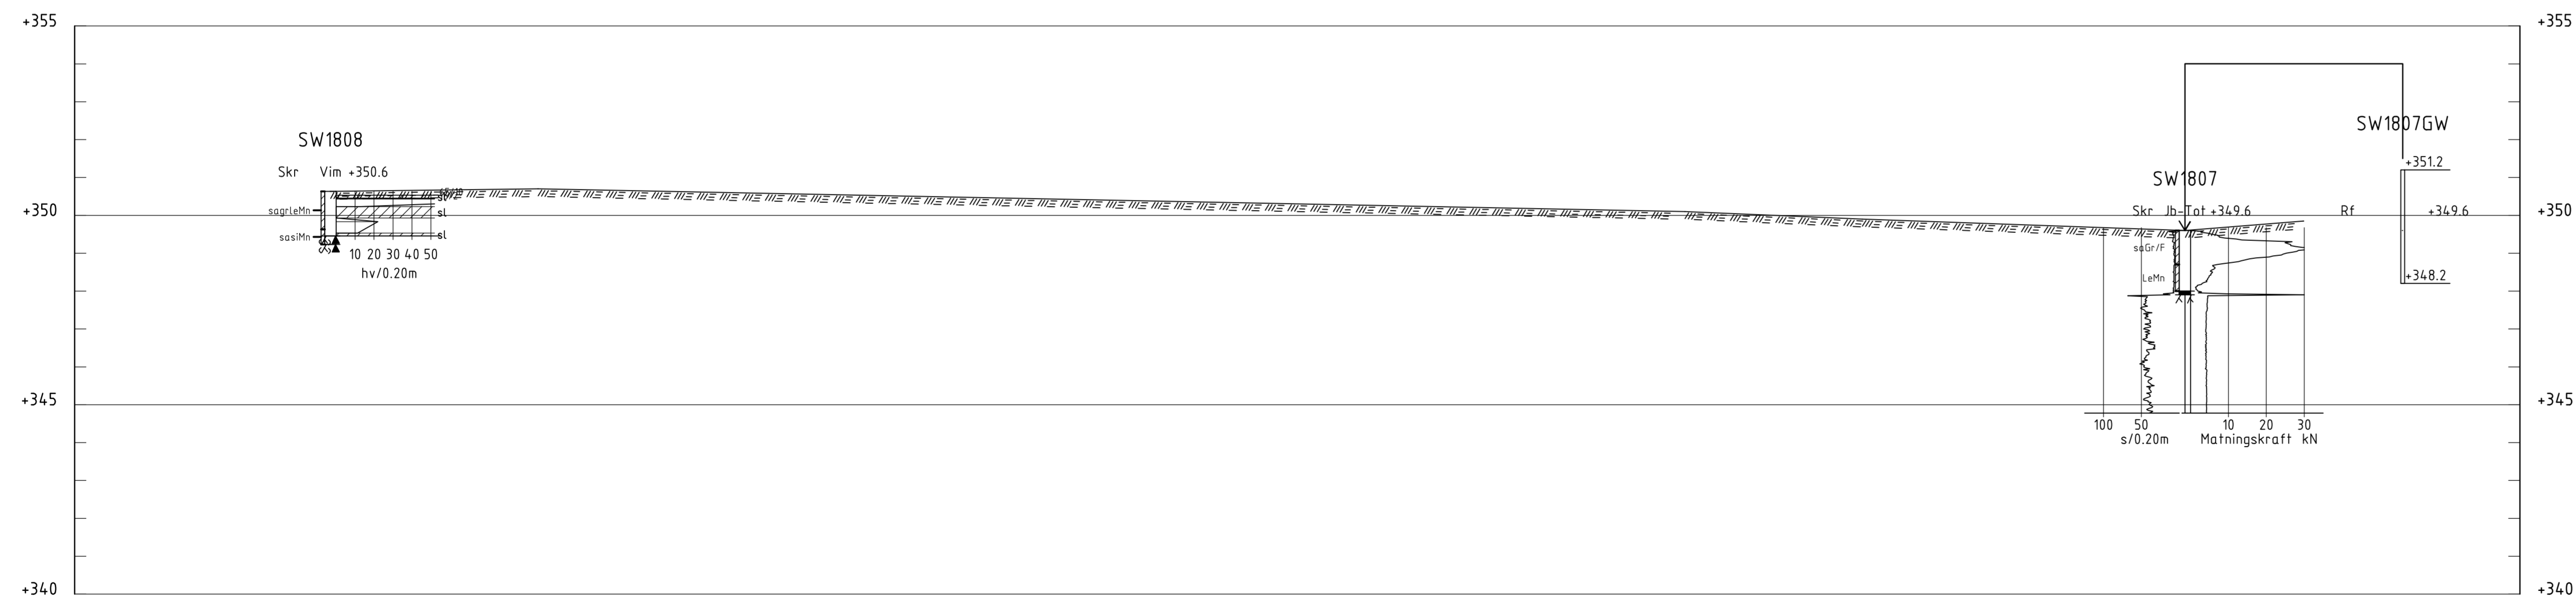 +355 +355
SW1807GW
SW1808
+351.2
Skr Vim +350.6
SW1807
sl
+350 sagrleMn sl Skr Jb-Tot +349.6 Rf +349.6 +350
sasiMn sl
saGr/F
10 20 30 40 50
hv/0.20m
LeMn +348.2
+345 +345
100 50 10 20 30
s/0.20m Matningskraft kN
+340 +340